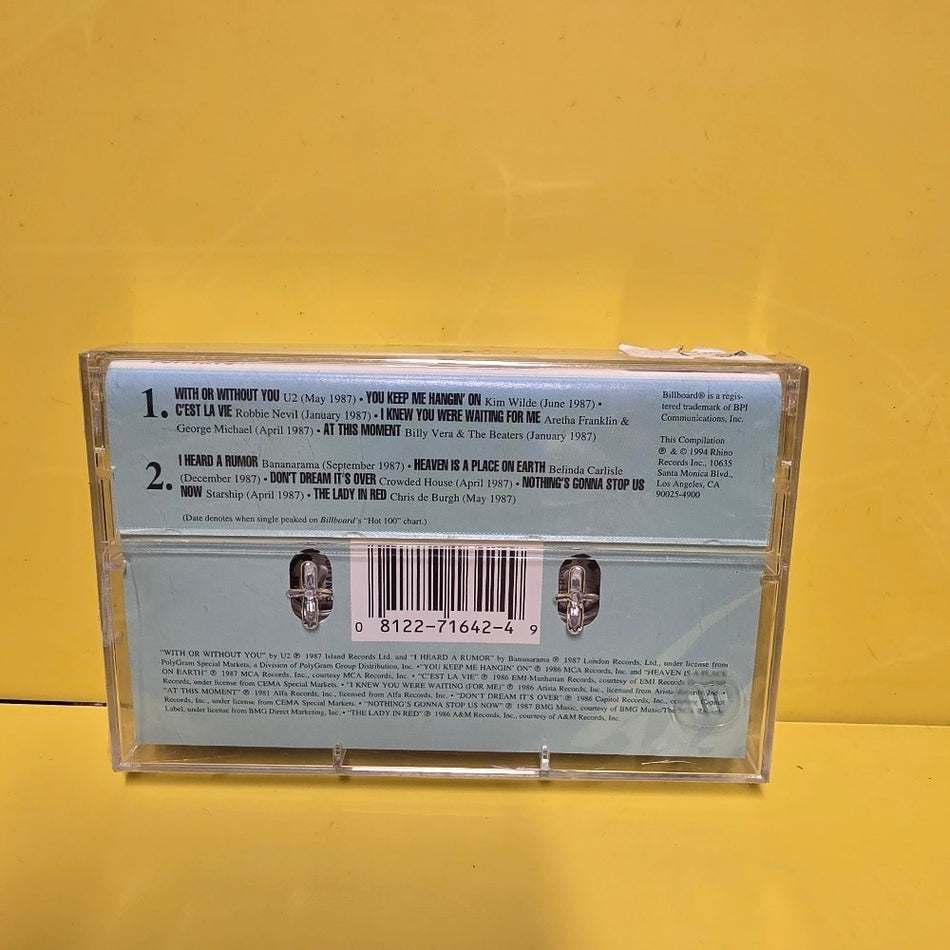 1. WITH OR WITHOUT YOU U2 (May 1987) • YOU KEEP ME HANGIN' ON Kim Wilde (June 1987) •
C'EST LA VIE Robbie Nevil (January 1987) • I KNEW YOU WERE WAITING FOR ME Aretha Franklin &
George Michael (April 1987) • AT THIS MOMENT Billy Vera & The Beaters (January 1987)
2. I HEARD A RUMOR Bananarama (September 1987) • HEAVEN IS A PLACE ON EARTH Belinda Carlisle
(December 1987) • DON'T DREAM IT'S OVER Crowded House (April 1987) • NOTHING'S GONNA STOP US
NOW Starship (April 1987) • THE LADY IN RED Chris de Burgh (May 1987)
(Date denotes when single peaked on Billboard's "Hot 100" chart.)
Billboard® is a regis-
tered trademark of BPI
Communications, Inc.
This Compilation
℗ & © 1994 Rhino
Records Inc., 10635
Santa Monica Blvd.,
Los Angeles, CA
90025-4900
0 8122-71642-4 9
"WITH OR WITHOUT YOU" by U2 ℗ 1987 Island Records Ltd. and "I HEARD A RUMOR" by Bananarama ℗ 1987 London Records, Ltd., under license from
PolyGram Special Markets, a Division of PolyGram Group Distribution, Inc. • "YOU KEEP ME HANGIN' ON" ℗ 1986 MCA Records, Inc. and "HEAVEN IS A PLACE
ON EARTH" ℗ 1987 MCA Records, Inc., courtesy MCA Records. • "C'EST LA VIE" ℗ 1986 EMI-Manhattan Records, courtesy of EMI Records
Records, under license from CEMA Special Markets. • "I KNEW YOU WERE WAITING (FOR ME)" ℗ 1986 Arista Records, Inc., licensed from Arista Records, Inc. •
"AT THIS MOMENT" ℗ 1981 Alfa Records, Inc., licensed from Alfa Records, Inc. • "DON'T DREAM IT'S OVER" ℗ 1986 Capitol Records, Inc., Capitol
Records, Inc., under license from CEMA Special Markets. • "NOTHING'S GONNA STOP US NOW" ℗ 1987 BMG Music, courtesy of BMG Music/The
Label, under license from BMG Direct Marketing, Inc. • "THE LADY IN RED" ℗ 1986 A&M Records, Inc., courtesy of A&M Records, Inc.